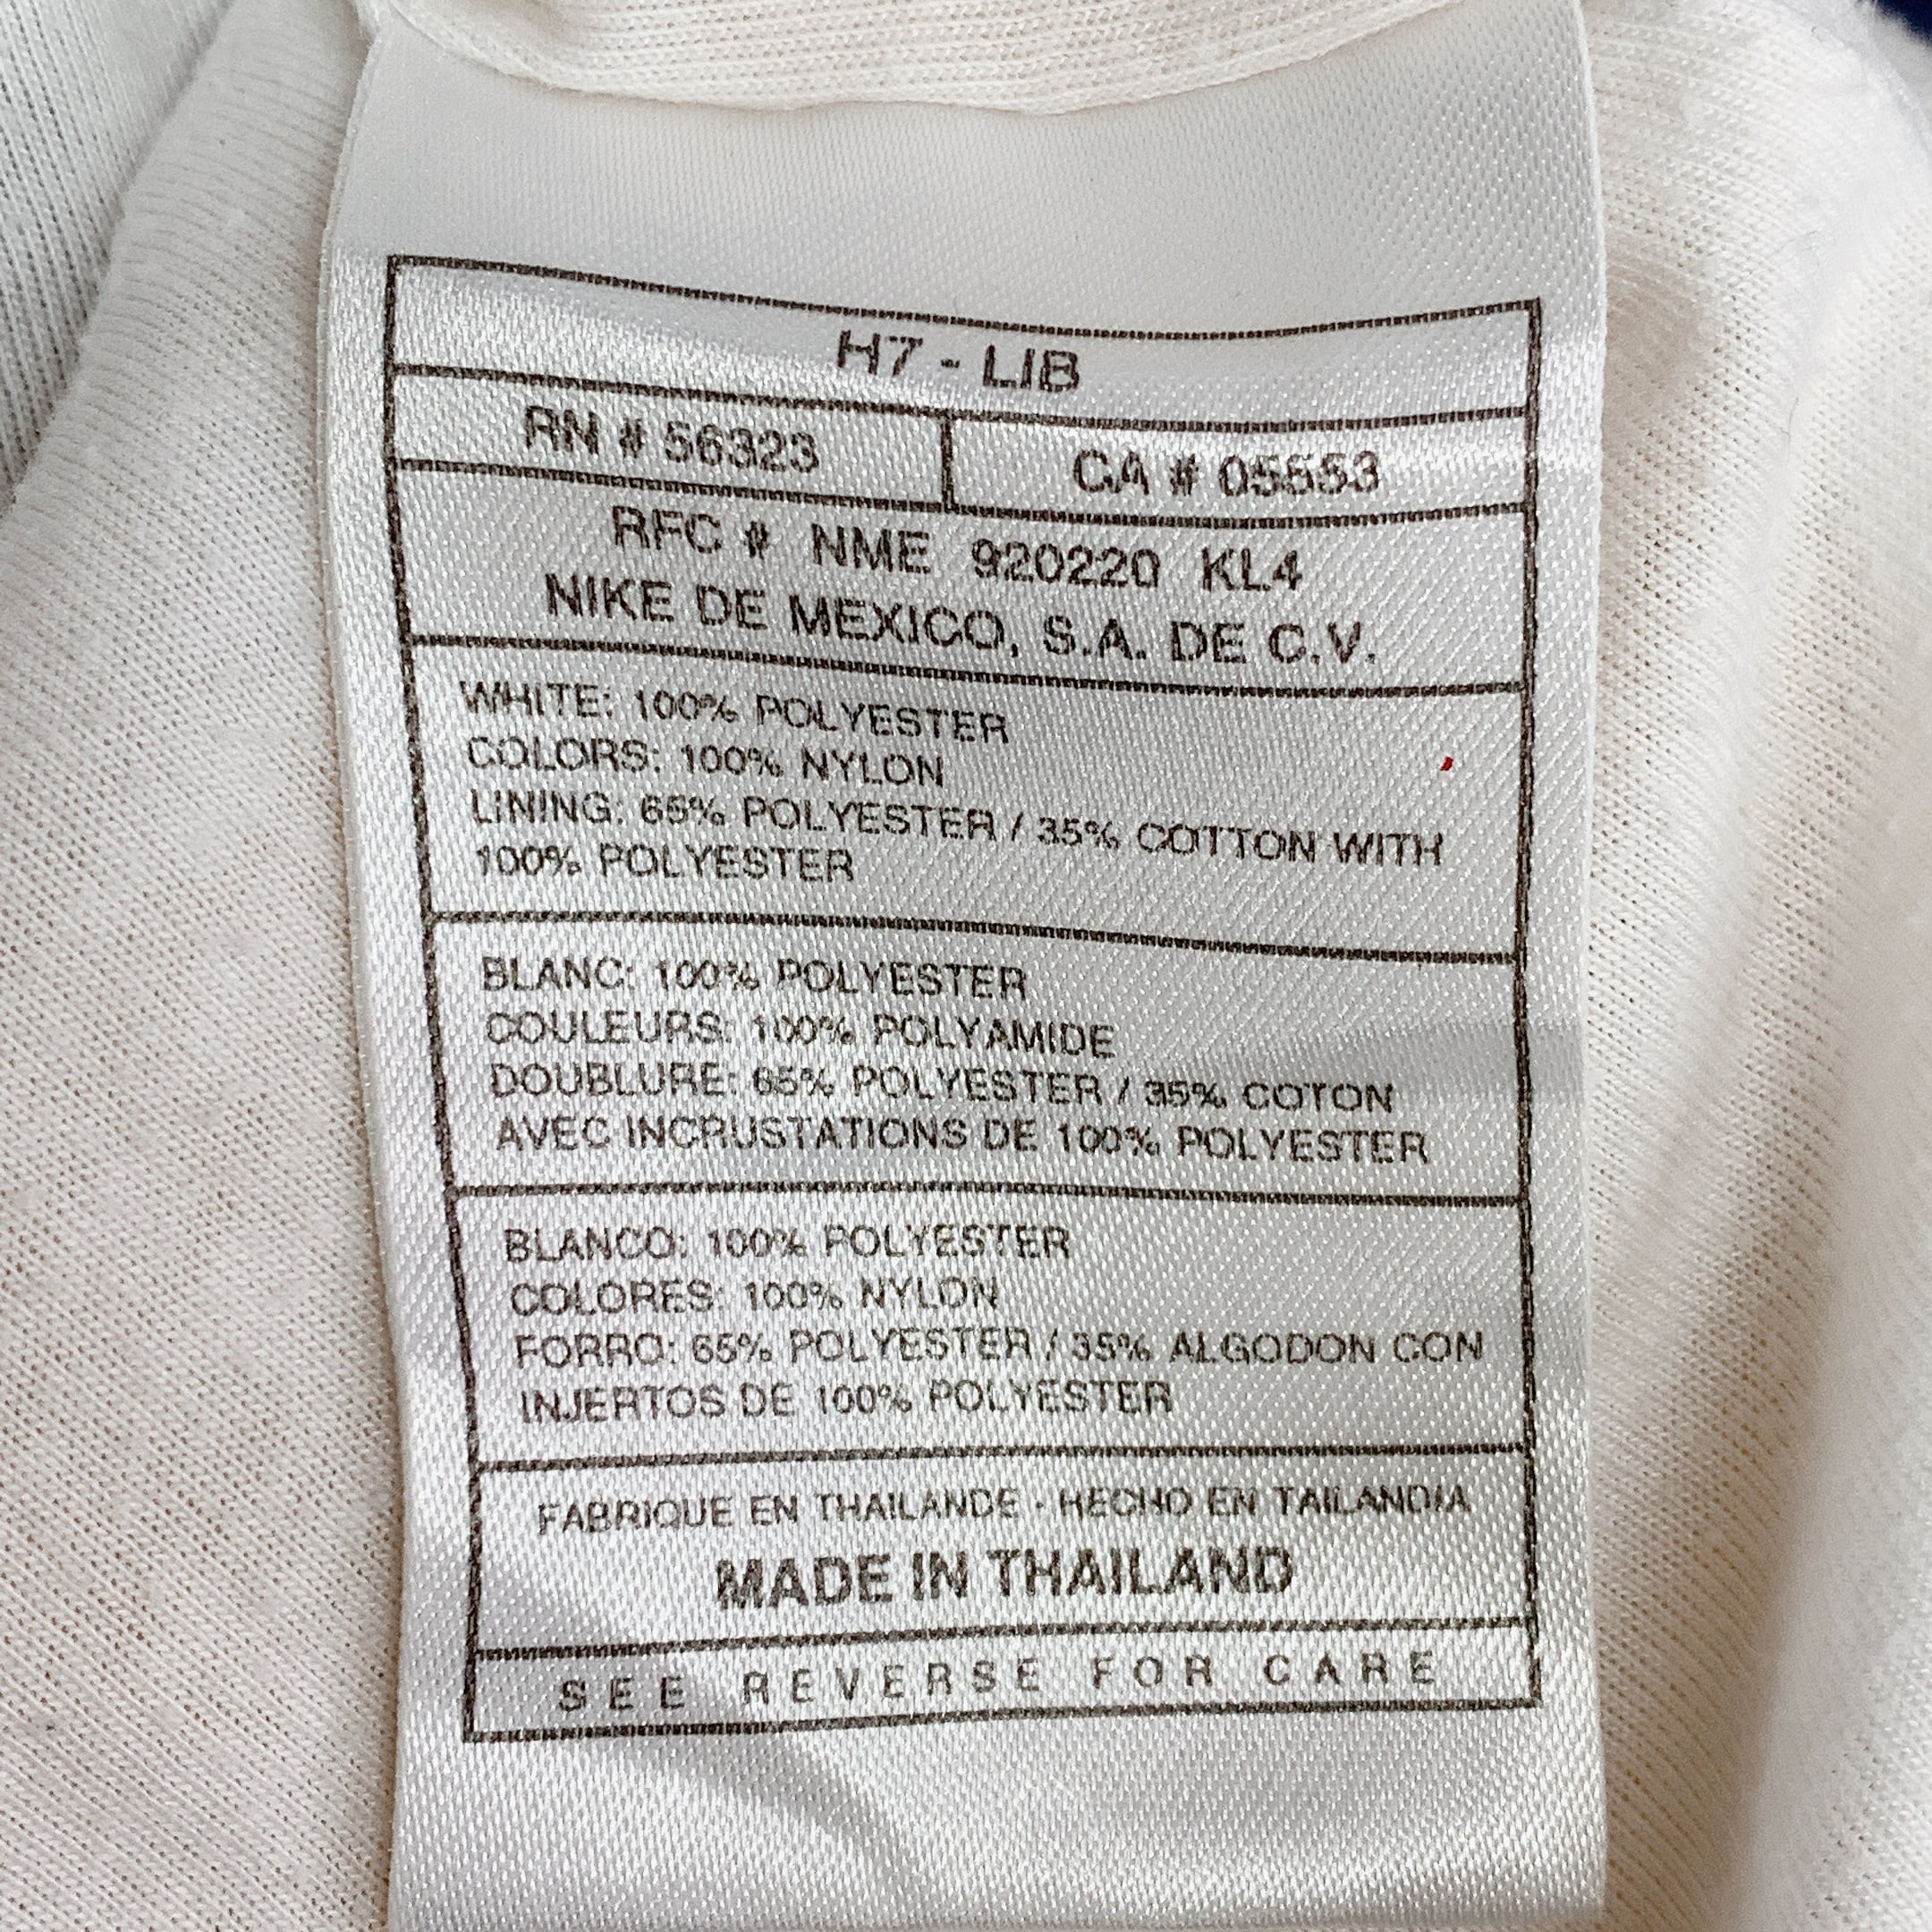 H7 - LIB
RN # 56323 CA # 05553
RFC # NME 920220 KL4
NIKE DE MEXICO, S.A. DE C.V.
WHITE: 100% POLYESTER
COLORS: 100% NYLON
LINING: 65% POLYESTER / 35% COTTON WITH
100% POLYESTER
BLANC: 100% POLYESTER
COULEURS: 100% POLYAMIDE
DOUBLURE: 65% POLYESTER / 35% COTON
AVEC INCRUSTATIONS DE 100% POLYESTER
BLANCO: 100% POLYESTER
COLORES: 100% NYLON
FORRO: 65% POLYESTER / 35% ALGODON CON
INJERTOS DE 100% POLYESTER
FABRIQUE EN THAILANDE · HECHO EN TAILANDIA
MADE IN THAILAND
SEE REVERSE FOR CARE